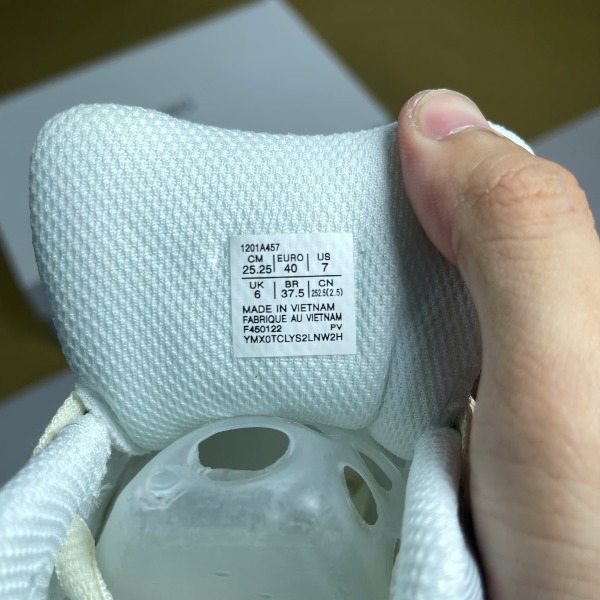 1201A457
CM EURO US
25.25 40 7
UK BR CN
6 37.5 252.5(2.5)
MADE IN VIETNAM
FABRIQUE AU VIETNAM
F450122 PV
YMX0TCLYS2LNW2H